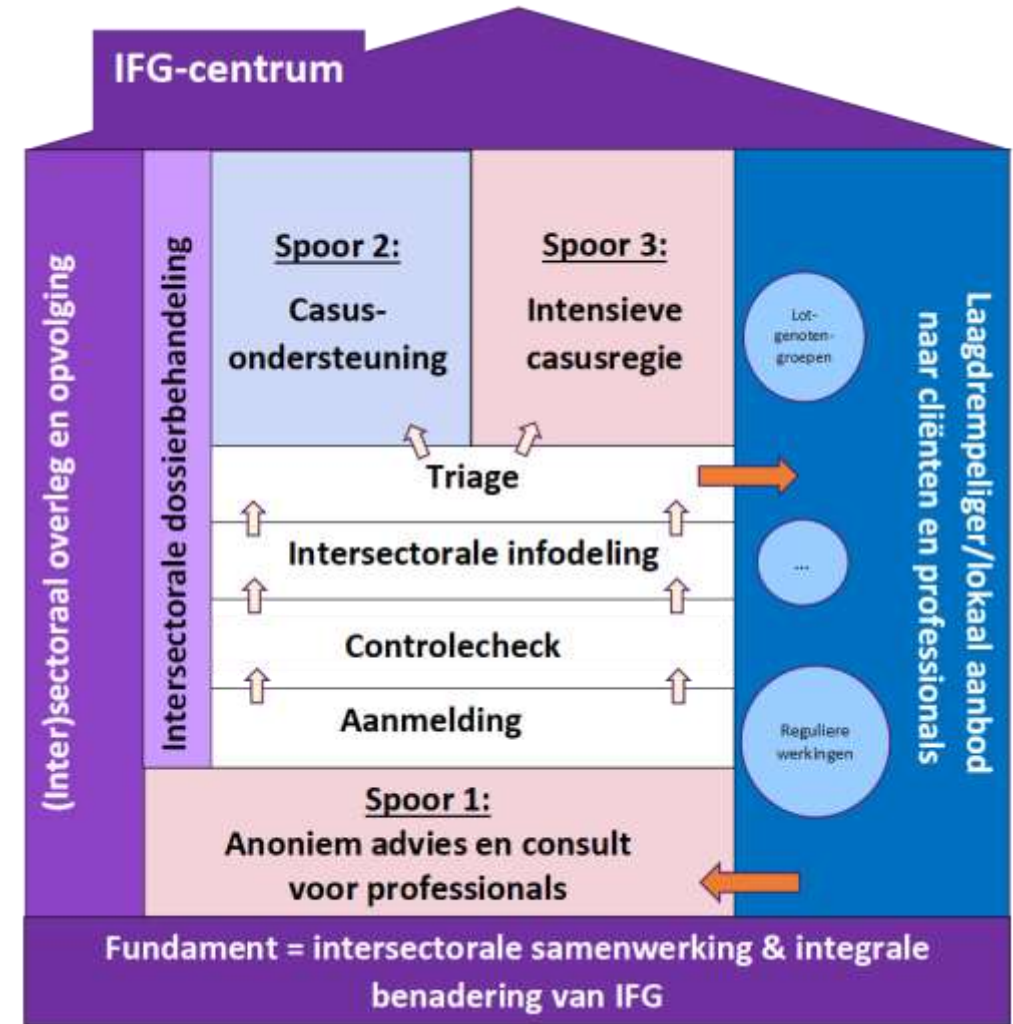 IFG-centrum
(Inter)sectoraal overleg en opvolging
Intersectorale dossierbehandeling
Spoor 2:
Casus-
ondersteuning
Spoor 3:
Intensieve
casusregie
Triage
Intersectorale infodeling
Controlecheck
Aanmelding
Spoor 1:
Anoniem advies en consult
voor professionals
Lot-
genoten-
groepen
...
Reguliere
werkingen
Laagdrempeliger/lokaal aanbod
naar cliënten en professionals
Fundament = intersectorale samenwerking & integrale
benadering van IFG